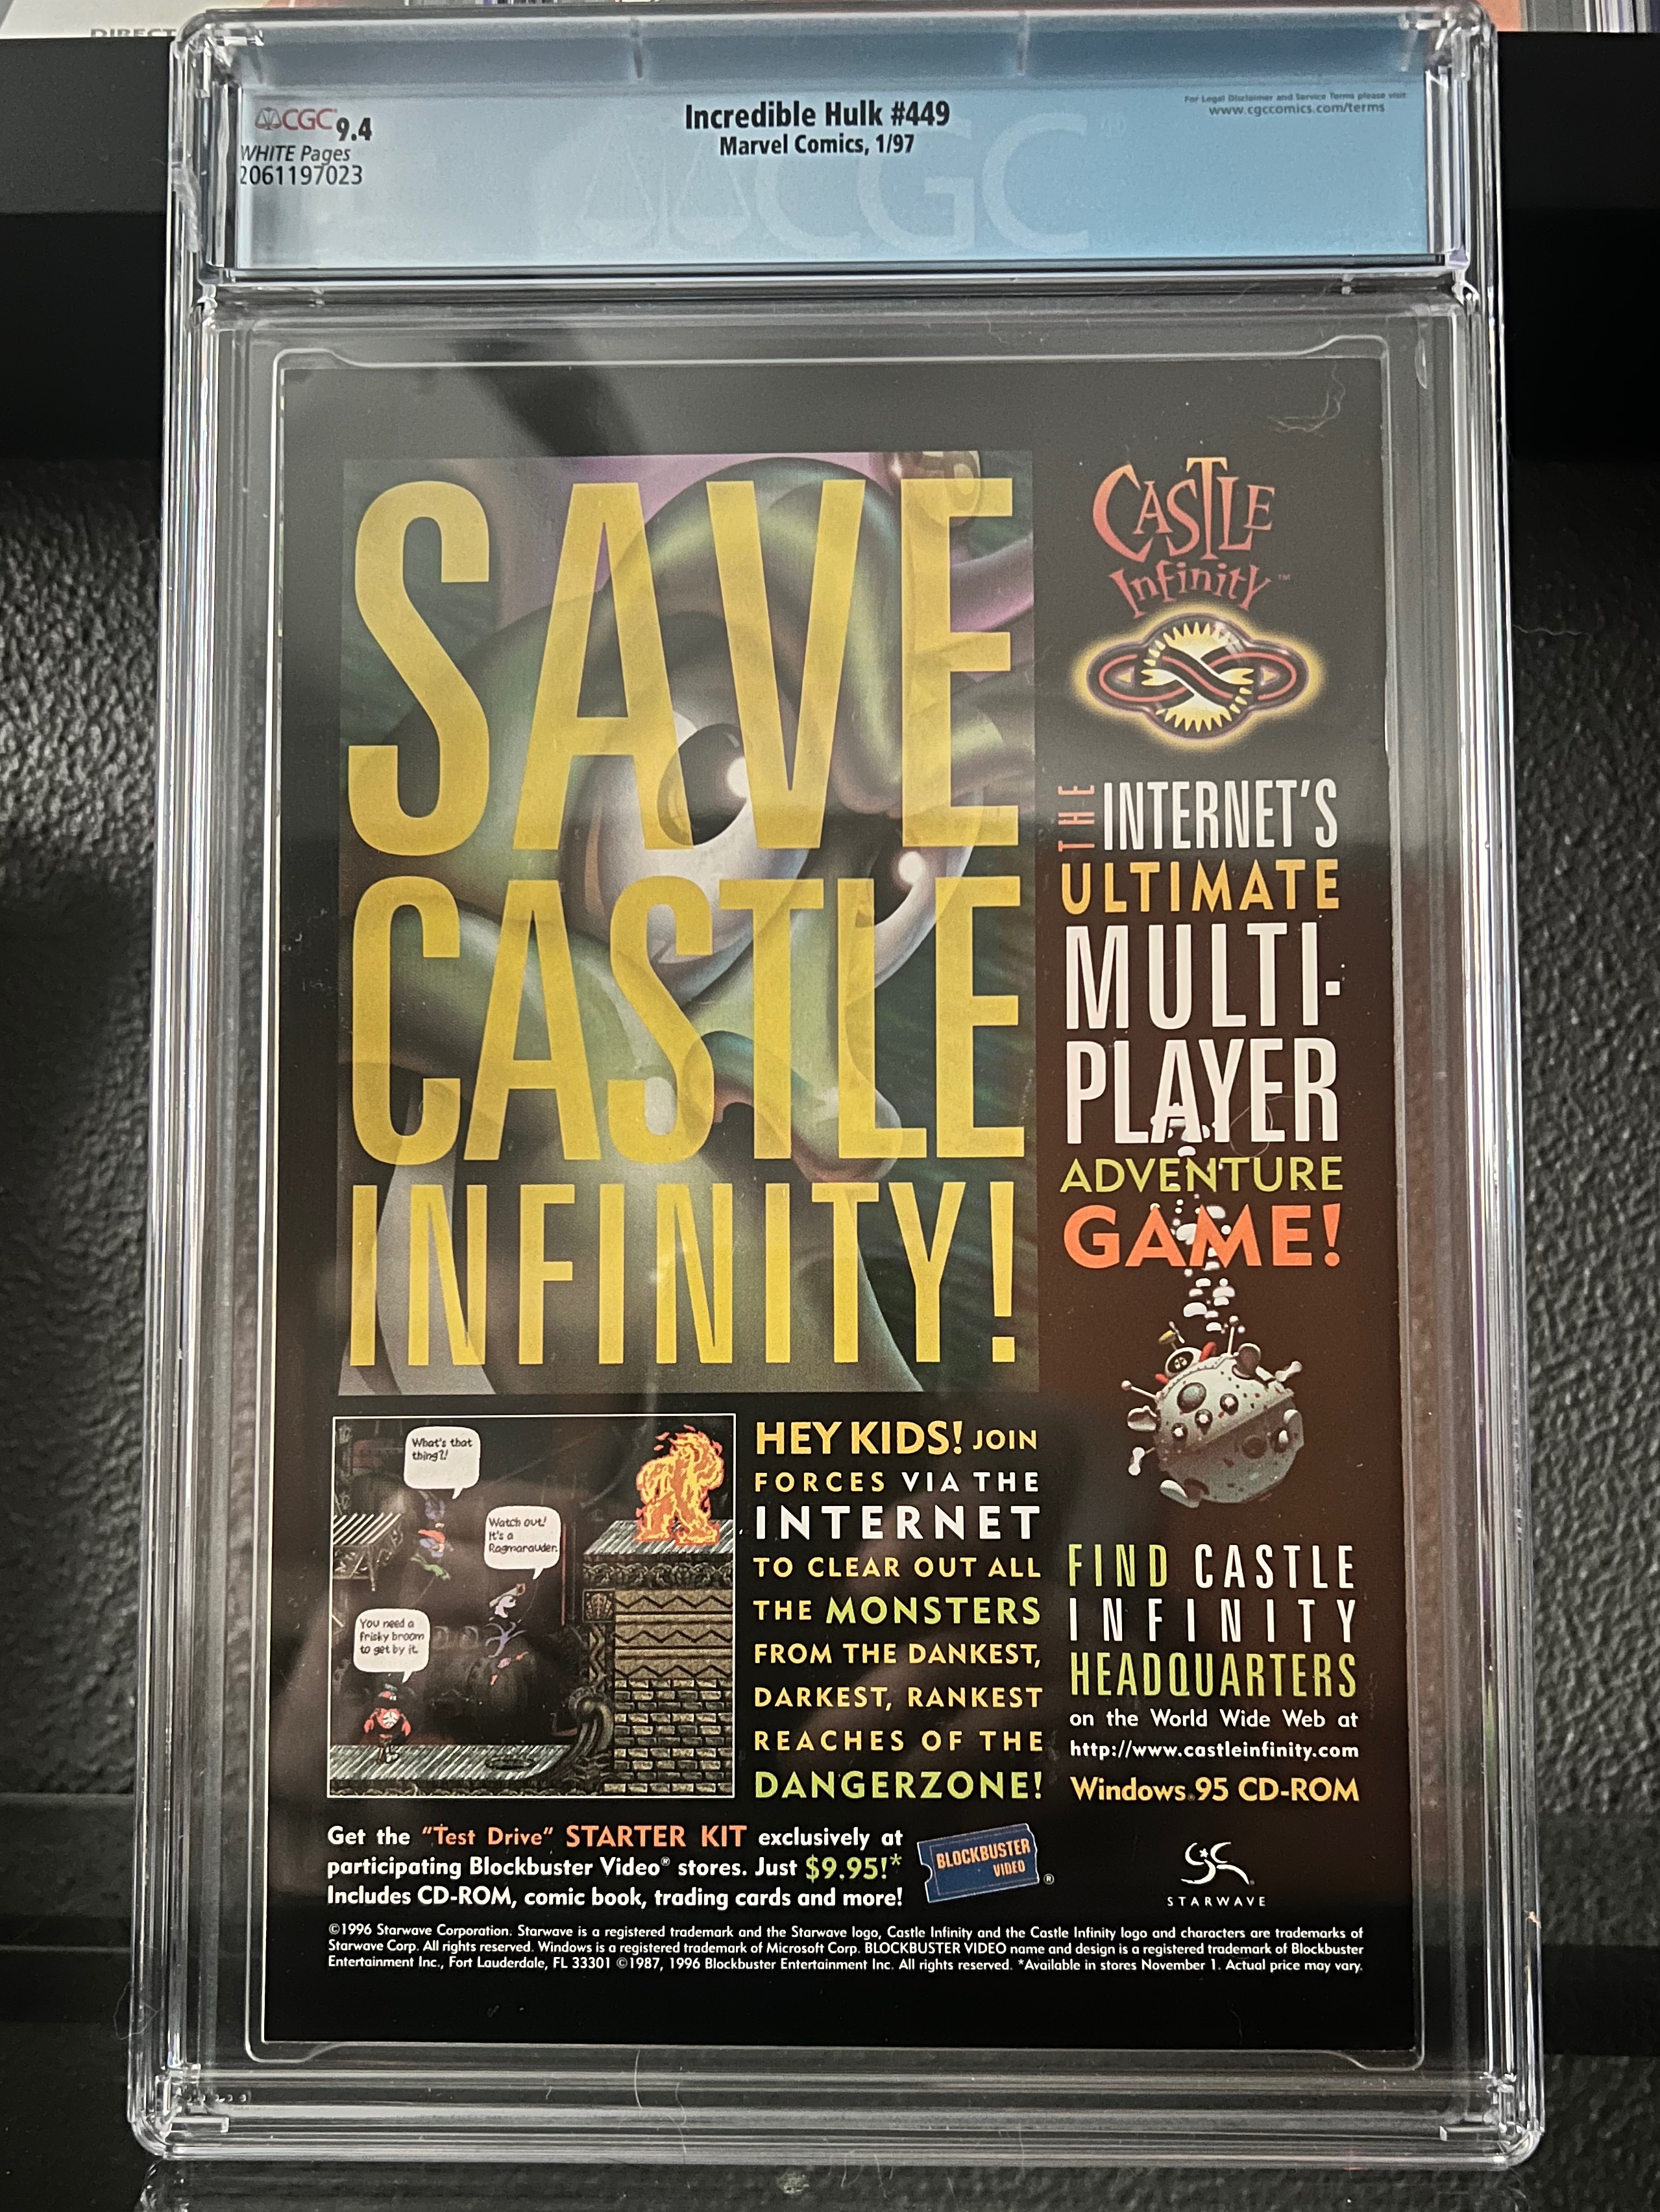 DIRECT
CGC 9.4
WHITE Pages
2061197023
Incredible Hulk #449
Marvel Comics, 1/97
For Legal Disclaimer and Service Terms please visit
www.cgccomics.com/terms
CGC
SAVE
CASTLE
INFINITY!
CASTLE
Infinity™
THE INTERNET'S
ULTIMATE
MULTI-
PLAYER
ADVENTURE
GAME!
What's that
thing?!
Watch out!
It's a
Ragmarauder.
You need a
frisky broom
to get by it.
HEY KIDS! JOIN
FORCES VIA THE
INTERNET
TO CLEAR OUT ALL
THE MONSTERS
FROM THE DANKEST,
DARKEST, RANKEST
REACHES OF THE
DANGERZONE!
FIND CASTLE
INFINITY
HEADQUARTERS
on the World Wide Web at
http://www.castleinfinity.com
Windows®95 CD-ROM
Get the "Test Drive" STARTER KIT exclusively at
participating Blockbuster Video® stores. Just $9.95!*
Includes CD-ROM, comic book, trading cards and more!
BLOCKBUSTER
VIDEO®
STARWAVE
©1996 Starwave Corporation. Starwave is a registered trademark and the Starwave logo, Castle Infinity and the Castle Infinity logo and characters are trademarks of
Starwave Corp. All rights reserved. Windows is a registered trademark of Microsoft Corp. BLOCKBUSTER VIDEO name and design is a registered trademark of Blockbuster
Entertainment Inc., Fort Lauderdale, FL 33301 ©1987, 1996 Blockbuster Entertainment Inc. All rights reserved. *Available in stores November 1. Actual price may vary.